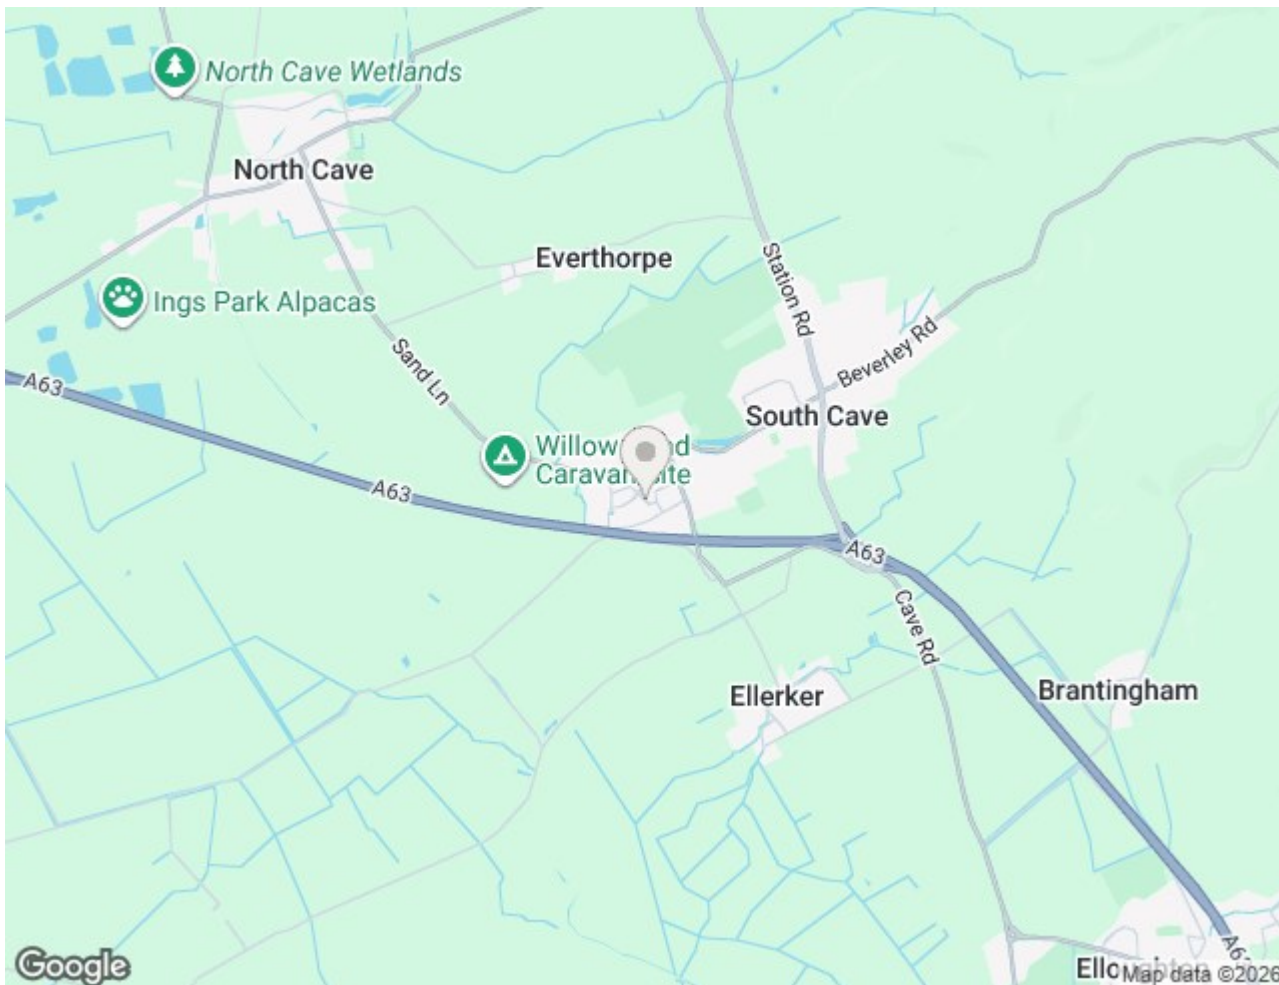 North Cave Wetlands
North Cave
Everthorpe
Station Rd
Ings Park Alpacas
Beverley Rd
Sand Ln
A63
South Cave
Caravan
A63
A63
Cave Rd
Ellerker
Brantingham
Google
Map data ©2026